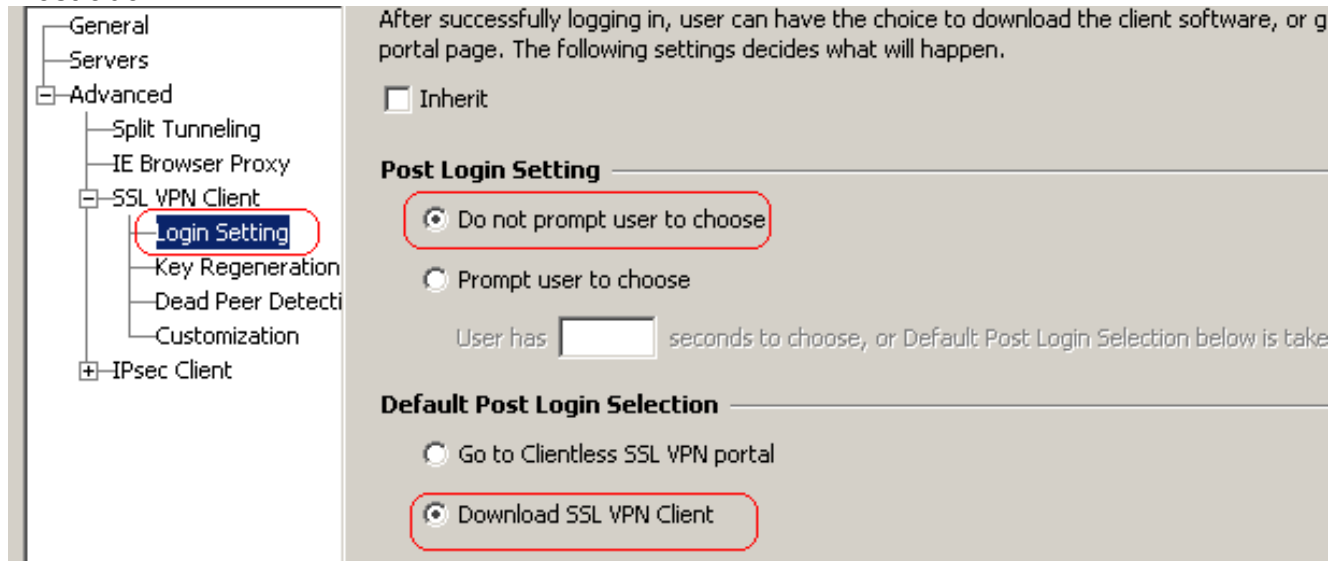 General
Servers
Advanced
Split Tunneling
IE Browser Proxy
SSL VPN Client
Login Setting
Key Regeneration
Dead Peer Detecti
Customization
IPsec Client
After successfully logging in, user can have the choice to download the client software, or g
portal page. The following settings decides what will happen.
Inherit
Post Login Setting
Do not prompt user to choose
Prompt user to choose
User has seconds to choose, or Default Post Login Selection below is take
Default Post Login Selection
Go to Clientless SSL VPN portal
Download SSL VPN Client